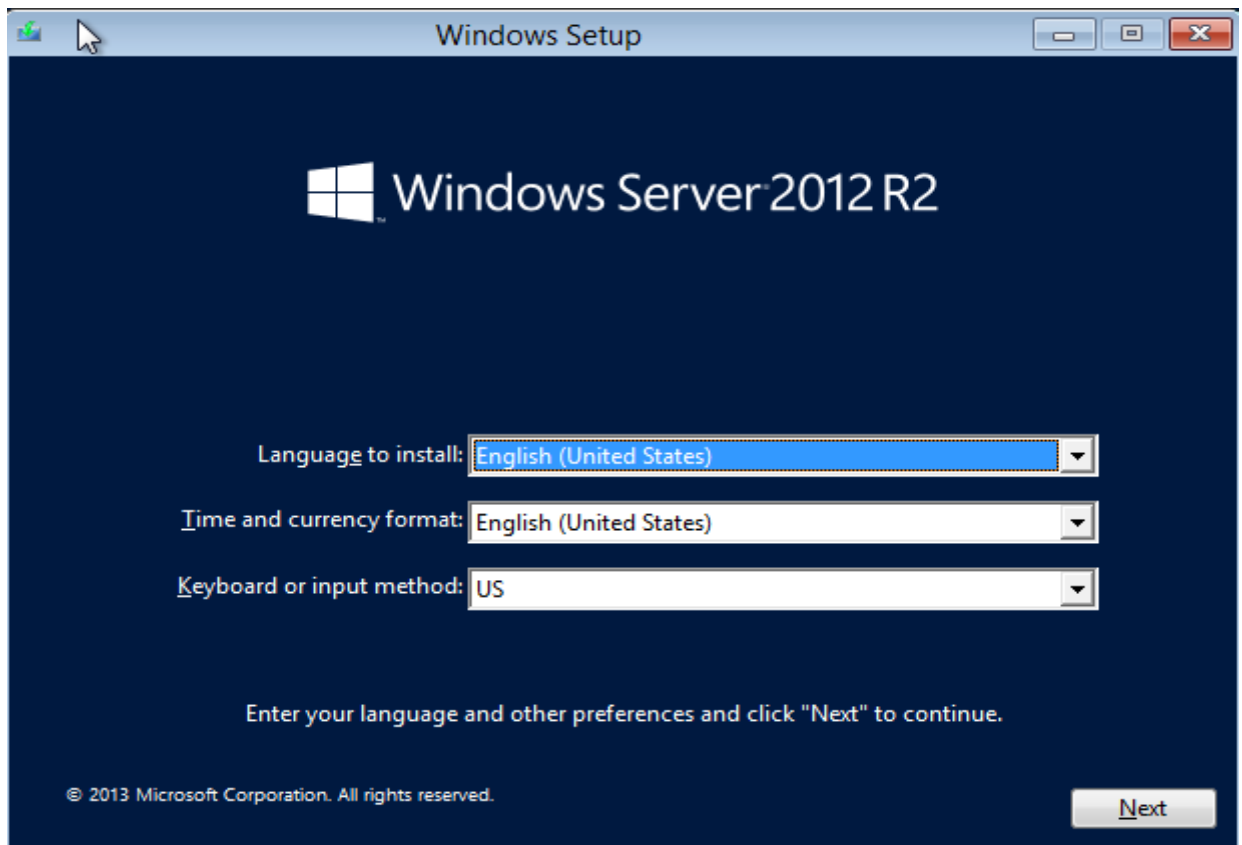 Windows Setup
Windows Server 2012 R2
Language to install: English (United States)
Time and currency format: English (United States)
Keyboard or input method: US
Enter your language and other preferences and click "Next" to continue.
© 2013 Microsoft Corporation. All rights reserved.
Next